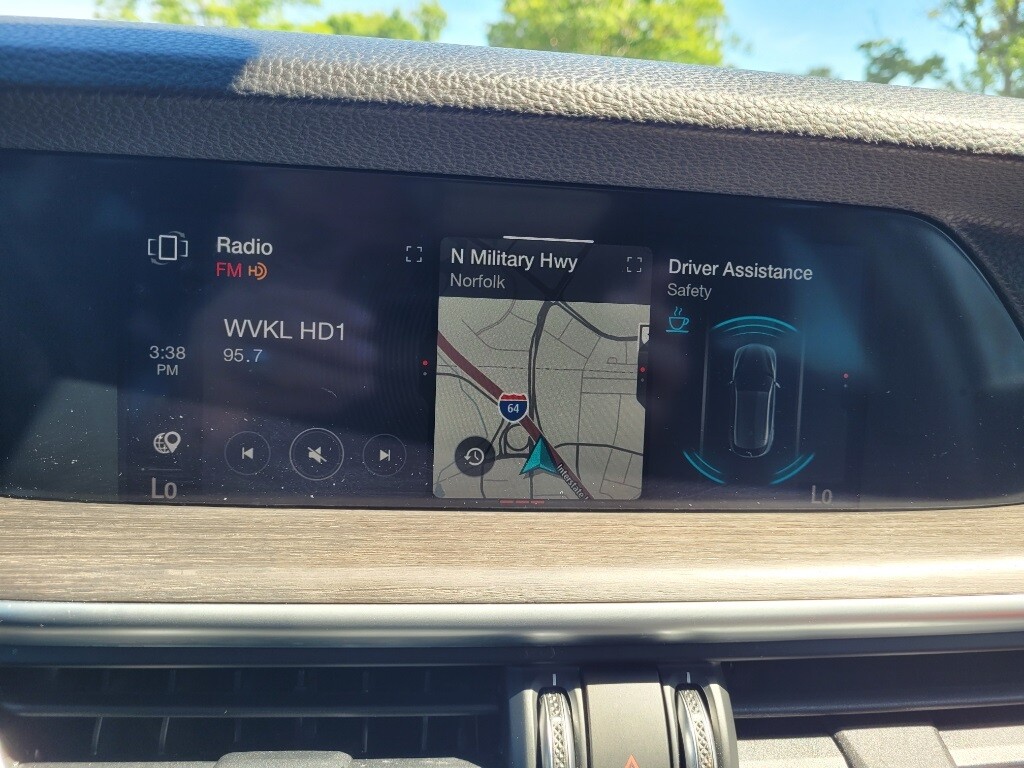 Radio
FM HD
WVKL HD1
95.7
3:38
PM
Lo
N Military Hwy
Norfolk
64
Interstate
Driver Assistance
Safety
Lo